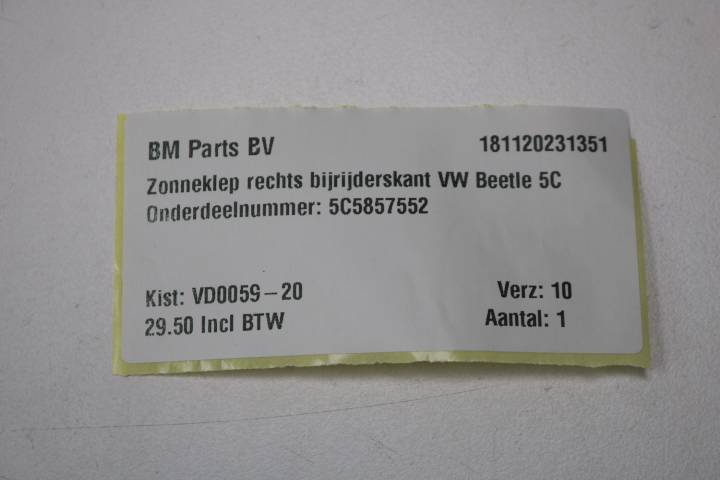 BM Parts BV 181120231351
Zonneklep rechts bijrijderskant VW Beetle 5C
Onderdeelnummer: 5C5857552
Kist: VD0059-20 Verz: 10
29.50 Incl BTW Aantal: 1